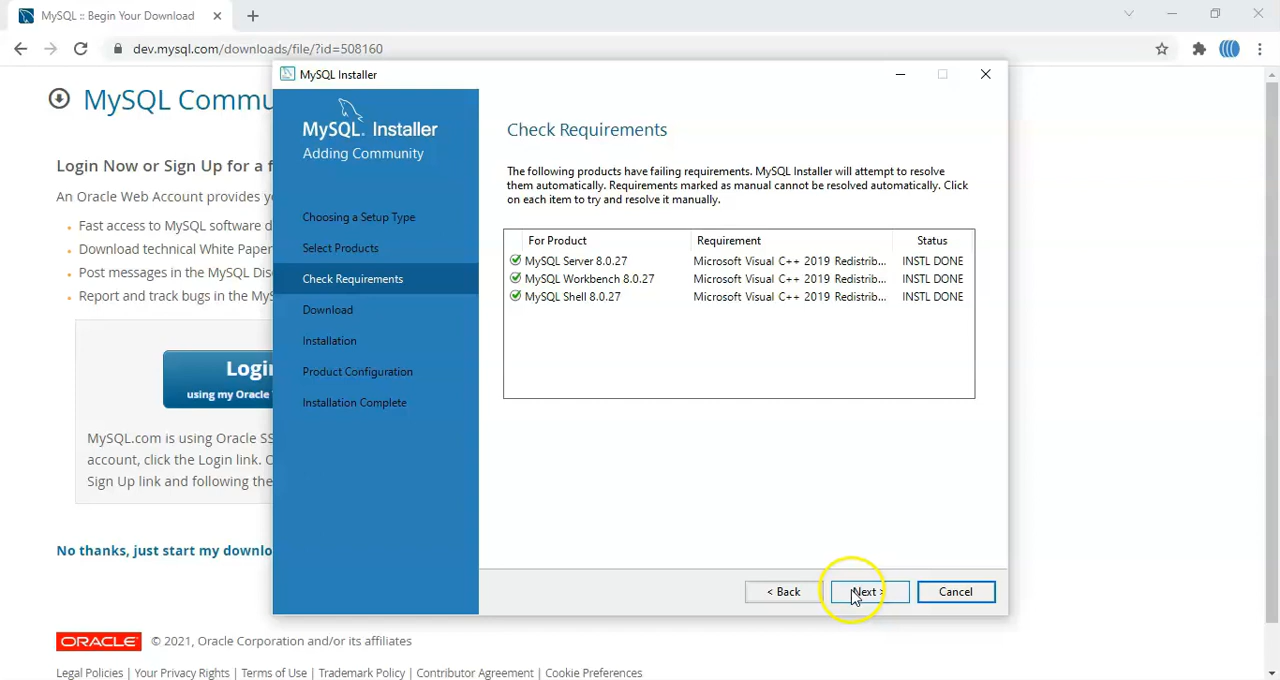 MySQL :: Begin Your Download
dev.mysql.com/downloads/file/?id=508160
MySQL Commu
Login Now or Sign Up for a f
An Oracle Web Account provides yo
Fast access to MySQL software d
Download technical White Paper
Post messages in the MySQL Disc
Report and track bugs in the MyS
Login
using my Oracle
MySQL.com is using Oracle SS
account, click the Login link. O
Sign Up link and following the
No thanks, just start my downlo
ORACLE © 2021, Oracle Corporation and/or its affiliates
Legal Policies | Your Privacy Rights | Terms of Use | Trademark Policy | Contributor Agreement | Cookie Preferences
MySQL Installer
MySQL. Installer
Adding Community
Choosing a Setup Type
Select Products
Check Requirements
Download
Installation
Product Configuration
Installation Complete
Check Requirements
The following products have failing requirements. MySQL Installer will attempt to resolve
them automatically. Requirements marked as manual cannot be resolved automatically. Click
on each item to try and resolve it manually.
For Product Requirement Status
MySQL Server 8.0.27 Microsoft Visual C++ 2019 Redistrib... INSTL DONE
MySQL Workbench 8.0.27 Microsoft Visual C++ 2019 Redistrib... INSTL DONE
MySQL Shell 8.0.27 Microsoft Visual C++ 2019 Redistrib... INSTL DONE
< Back Next > Cancel